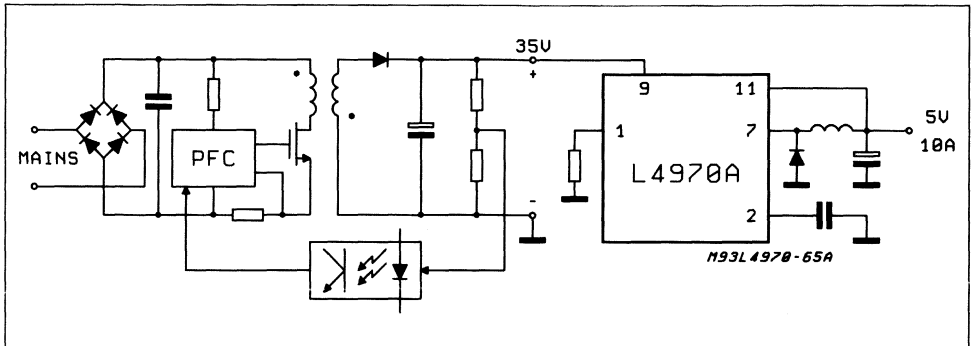 35V
+
9
11
1
7
5V
10A
MAINS
PFC
L4970A
-
2
M93L4970-65A